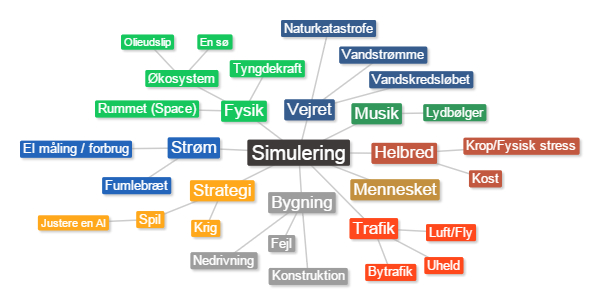 Naturkatastrofe
Olieudslip
En sø
Vandstrømme
Tyngdekraft
Økosystem
Vandskredsløbet
Rummet (Space)
Fysik
Vejret
Musik
Lydbølger
El måling / forbrug
Strøm
Simulering
Helbred
Krop/Fysisk stress
Kost
Fumlebræt
Strategi
Mennesket
Bygning
Justere en AI
Spil
Krig
Trafik
Luft/Fly
Fejl
Nedrivning
Uheld
Bytrafik
Konstruktion